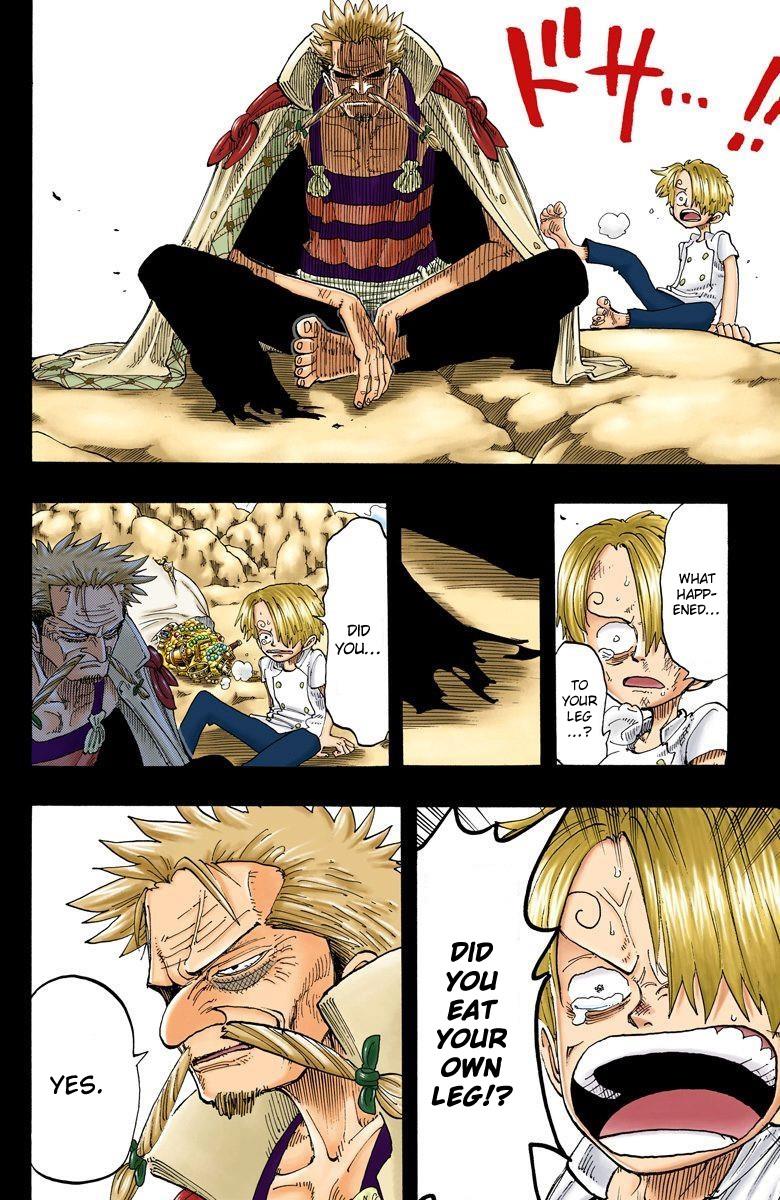 ドサ…!!
WHAT
HAPP-
ENED...
TO
YOUR
LEG
...?
DID
YOU...
DID
YOU
EAT
YOUR
OWN
LEG!?
YES.